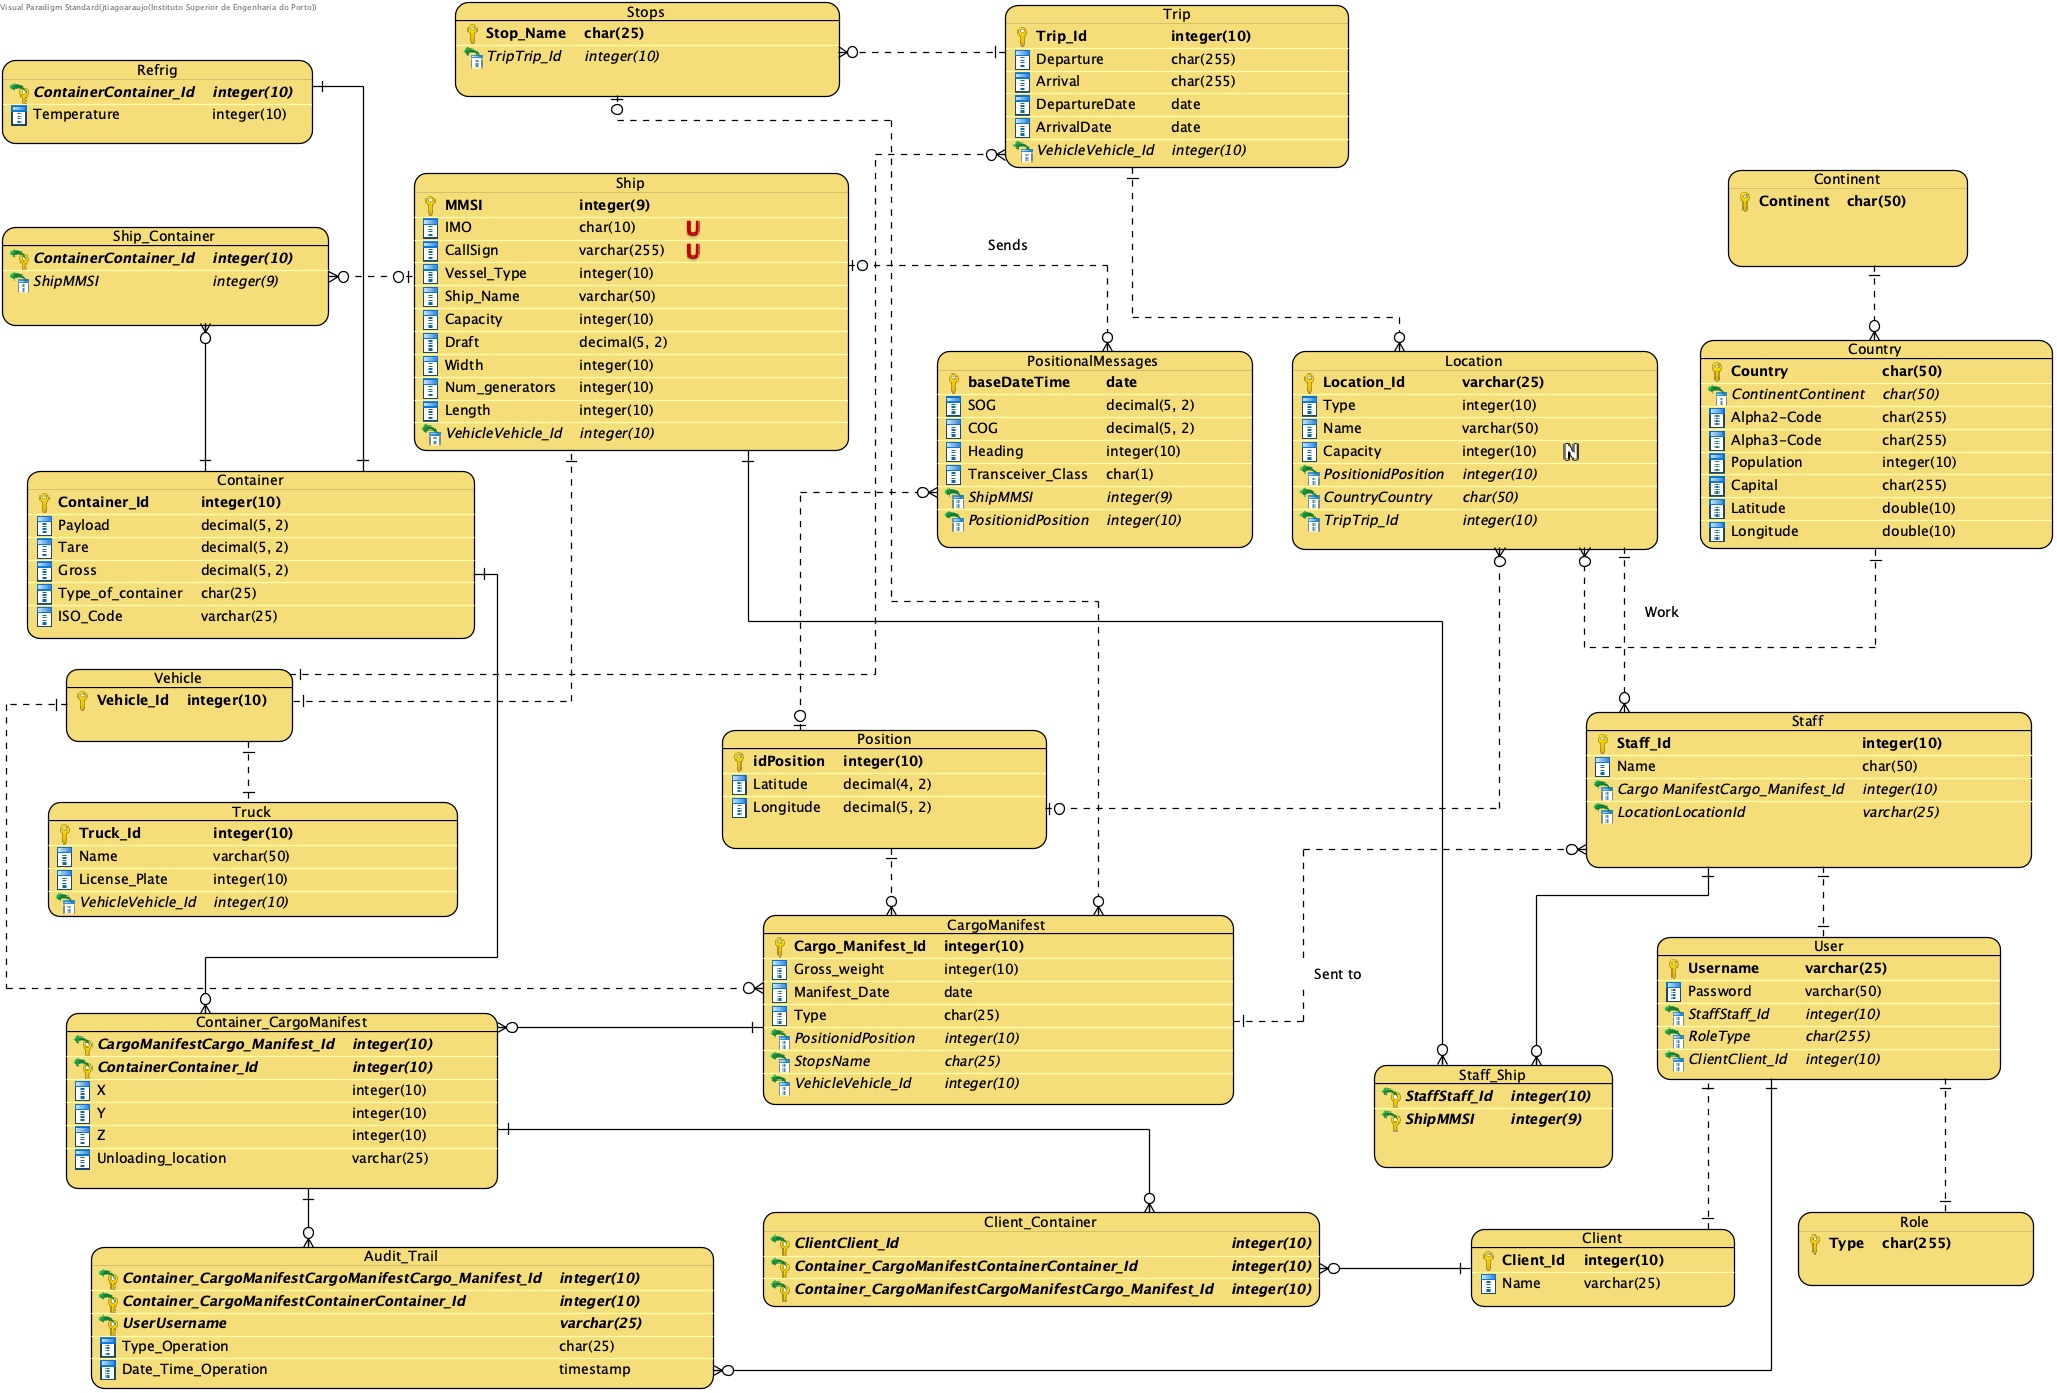 Visual Paradigm Standard(jtiagoaraujo(Instituto Superior de Engenharia do Porto))
Stops
Stop_Name char(25)
TripTrip_Id integer(10)
Trip
Trip_Id integer(10)
Departure char(255)
Arrival char(255)
DepartureDate date
ArrivalDate date
VehicleVehicle_Id integer(10)
Refrig
ContainerContainer_Id integer(10)
Temperature integer(10)
Ship
MMSI integer(9)
IMO char(10) U
CallSign varchar(255) U
Vessel_Type integer(10)
Ship_Name varchar(50)
Capacity integer(10)
Draft decimal(5, 2)
Width integer(10)
Num_generators integer(10)
Length integer(10)
VehicleVehicle_Id integer(10)
Continent
Continent char(50)
Ship_Container
ContainerContainer_Id integer(10)
ShipMMSI integer(9)
Sends
PositionalMessages
baseDateTime date
SOG decimal(5, 2)
COG decimal(5, 2)
Heading integer(10)
Transceiver_Class char(1)
ShipMMSI integer(9)
PositionidPosition integer(10)
Location
Location_Id varchar(25)
Type integer(10)
Name varchar(50)
Capacity integer(10) N
PositionidPosition integer(10)
CountryCountry char(50)
TripTrip_Id integer(10)
Country
Country char(50)
ContinentContinent char(50)
Alpha2-Code char(255)
Alpha3-Code char(255)
Population integer(10)
Capital char(255)
Latitude double(10)
Longitude double(10)
Container
Container_Id integer(10)
Payload decimal(5, 2)
Tare decimal(5, 2)
Gross decimal(5, 2)
Type_of_container char(25)
ISO_Code varchar(25)
Work
Vehicle
Vehicle_Id integer(10)
Position
idPosition integer(10)
Latitude decimal(4, 2)
Longitude decimal(5, 2)
Staff
Staff_Id integer(10)
Name char(50)
Cargo ManifestCargo_Manifest_Id integer(10)
LocationLocationId varchar(25)
Truck
Truck_Id integer(10)
Name varchar(50)
License_Plate integer(10)
VehicleVehicle_Id integer(10)
CargoManifest
Cargo_Manifest_Id integer(10)
Gross_weight integer(10)
Manifest_Date date
Type char(25)
PositionidPosition integer(10)
StopsName char(25)
VehicleVehicle_Id integer(10)
Sent to
User
Username varchar(25)
Password varchar(50)
StaffStaff_Id integer(10)
RoleType char(255)
ClientClient_Id integer(10)
Container_CargoManifest
CargoManifestCargo_Manifest_Id integer(10)
ContainerContainer_Id integer(10)
X integer(10)
Y integer(10)
Z integer(10)
Unloading_location varchar(25)
Staff_Ship
StaffStaff_Id integer(10)
ShipMMSI integer(9)
Client_Container
ClientClient_Id integer(10)
Container_CargoManifestContainerContainer_Id integer(10)
Container_CargoManifestCargoManifestCargo_Manifest_Id integer(10)
Client
Client_Id integer(10)
Name varchar(25)
Role
Type char(255)
Audit_Trail
Container_CargoManifestCargoManifestCargo_Manifest_Id integer(10)
Container_CargoManifestContainerContainer_Id integer(10)
UserUsername varchar(25)
Type_Operation char(25)
Date_Time_Operation timestamp